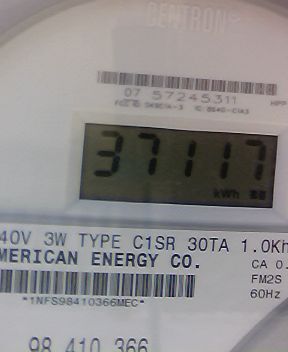 CENTRON®
07 57245311
37117
kWh
40V 3W TYPE C1SR 30TA 1.0Kh
MERICAN ENERGY CO.
CA 0.
FM2S
60Hz
*1NFS98410366MEC*
98 410 366